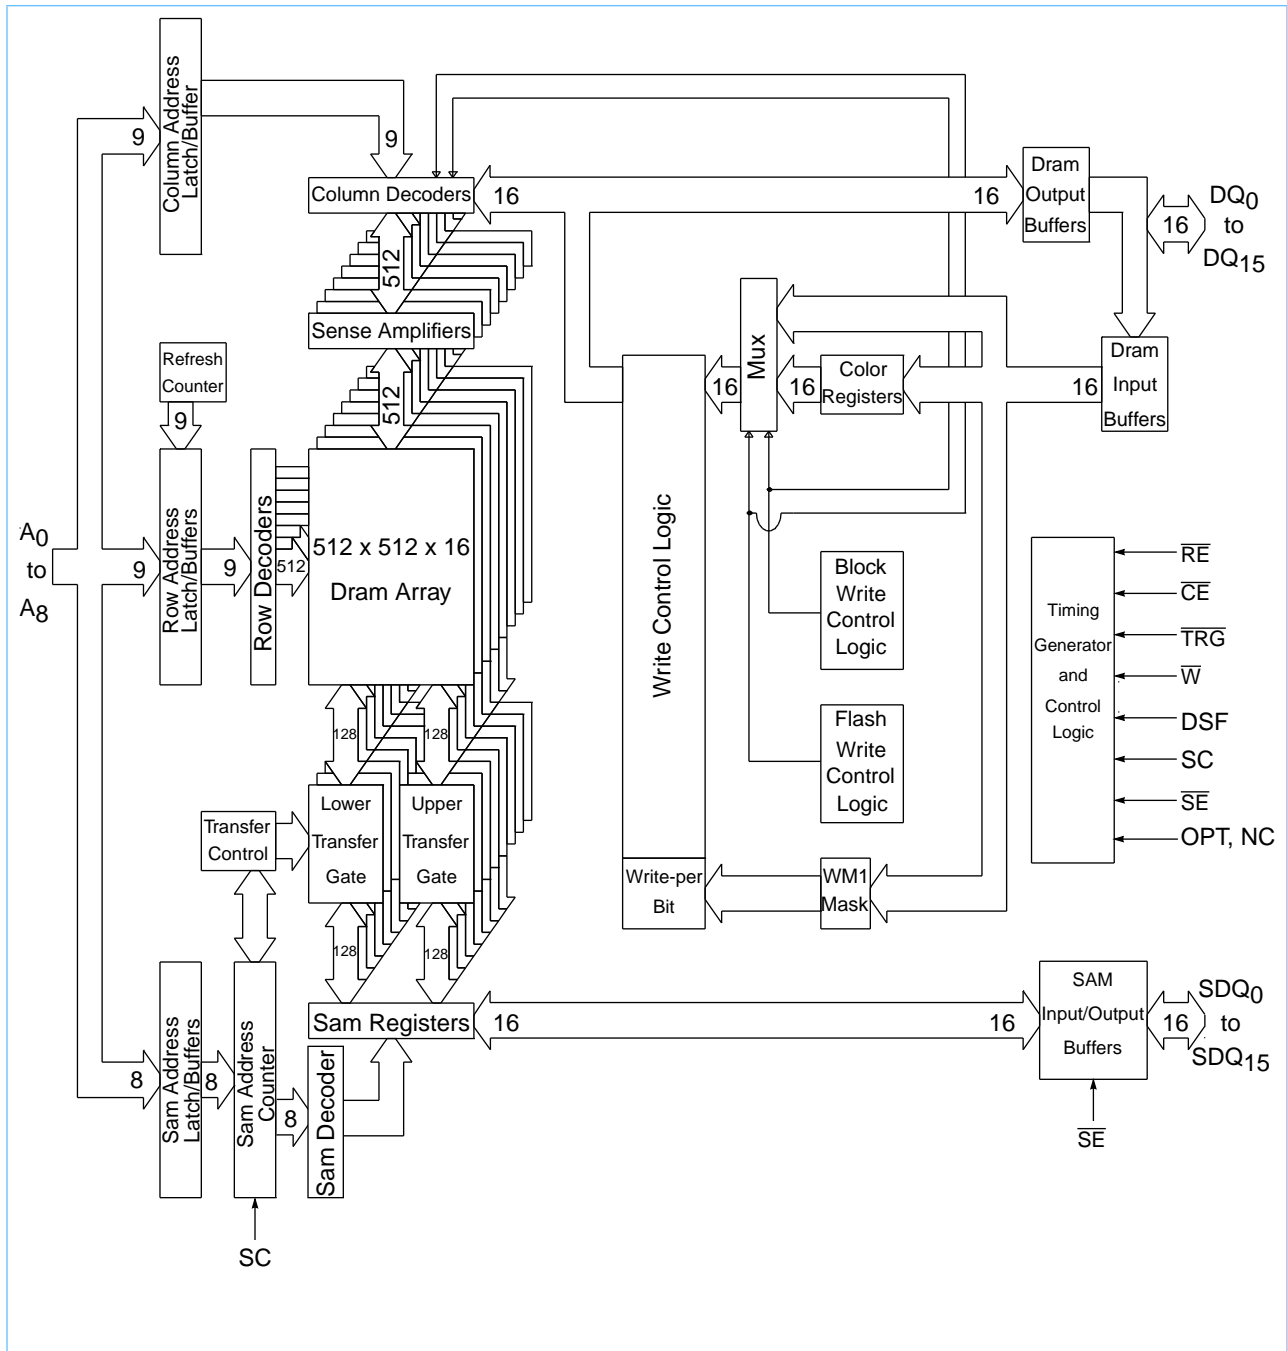 Column Address
Latch/Buffer
9
9
Column Decoders
16
16
Dram
Output
Buffers
16
DQ0
to
DQ15
512
Sense Amplifiers
512
Refresh
Counter
9
Mux
16
16
Color
Registers
16
Dram
Input
Buffers
A0
to
A8
9
Row Address
Latch/Buffers
9
Row Decoders
512
512 x 512 x 16
Dram Array
Write Control Logic
Block
Write
Control
Logic
Flash
Write
Control
Logic
Timing
Generator
and
Control
Logic
R̅E̅
C̅E̅
T̅R̅G̅
W̅
DSF
SC
S̅E̅
OPT, NC
128
128
Transfer
Control
Lower
Transfer
Gate
Upper
Transfer
Gate
Write-per
Bit
WM1
Mask
128
128
Sam Registers
16
16
SAM
Input/Output
Buffers
16
SDQ0
to
SDQ15
S̅E̅
8
Sam Address
Latch/Buffers
8
Sam Address
Counter
8
Sam Decoder
SC